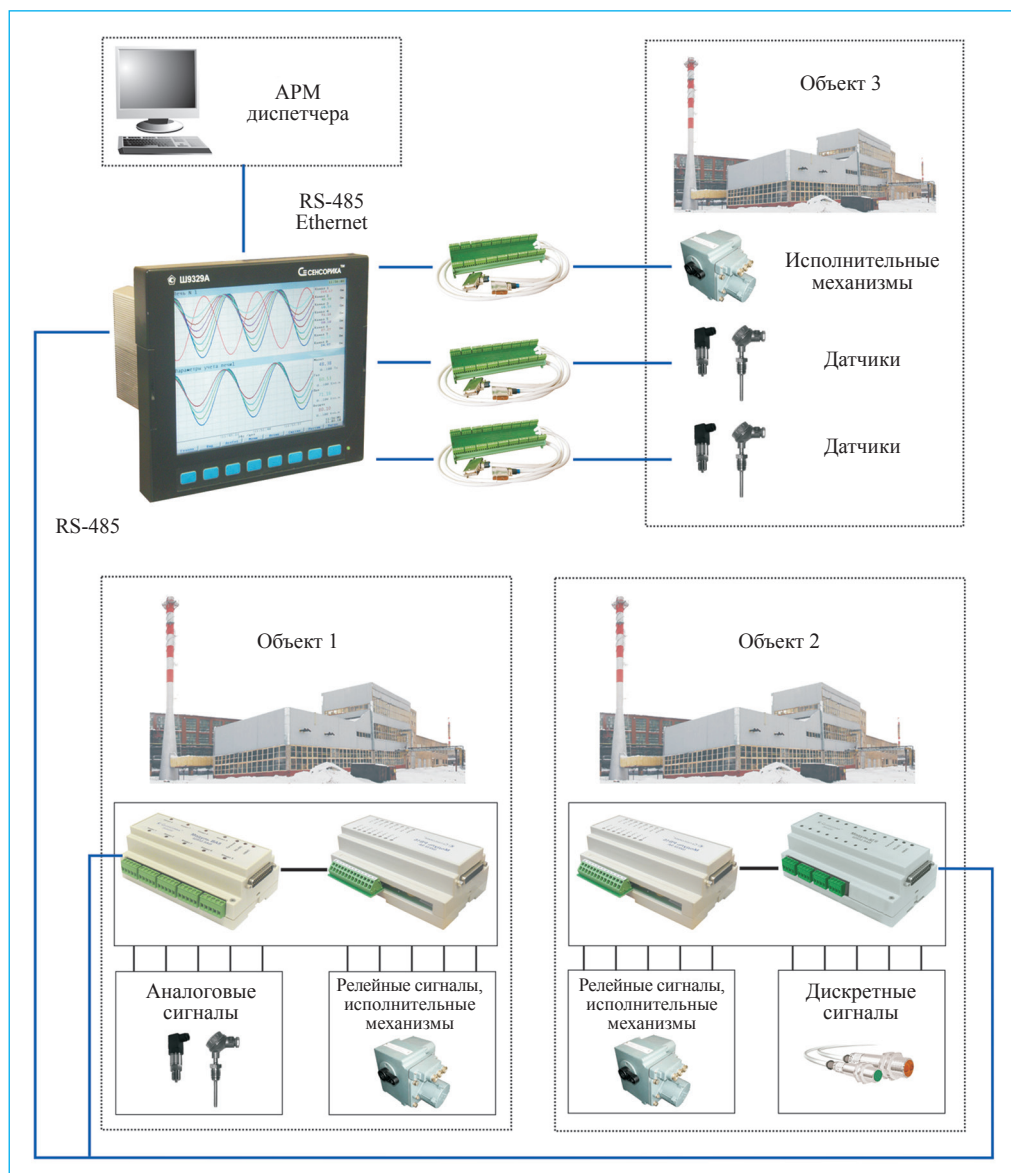 АРМ
диспетчера
Объект 3
RS-485
Ethernet
Ш9329А
СЕНСОРИКА™
Исполнительные
механизмы
Датчики
Датчики
RS-485
Объект 1
Объект 2
Аналоговые
сигналы
Релейные сигналы,
исполнительные
механизмы
Релейные сигналы,
исполнительные
механизмы
Дискретные
сигналы